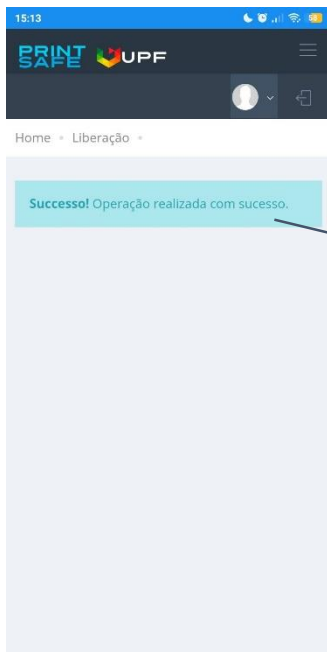 15:13
PRINT
SAFE
UPF
Home
Liberação
Successo! Operação realizada com sucesso.